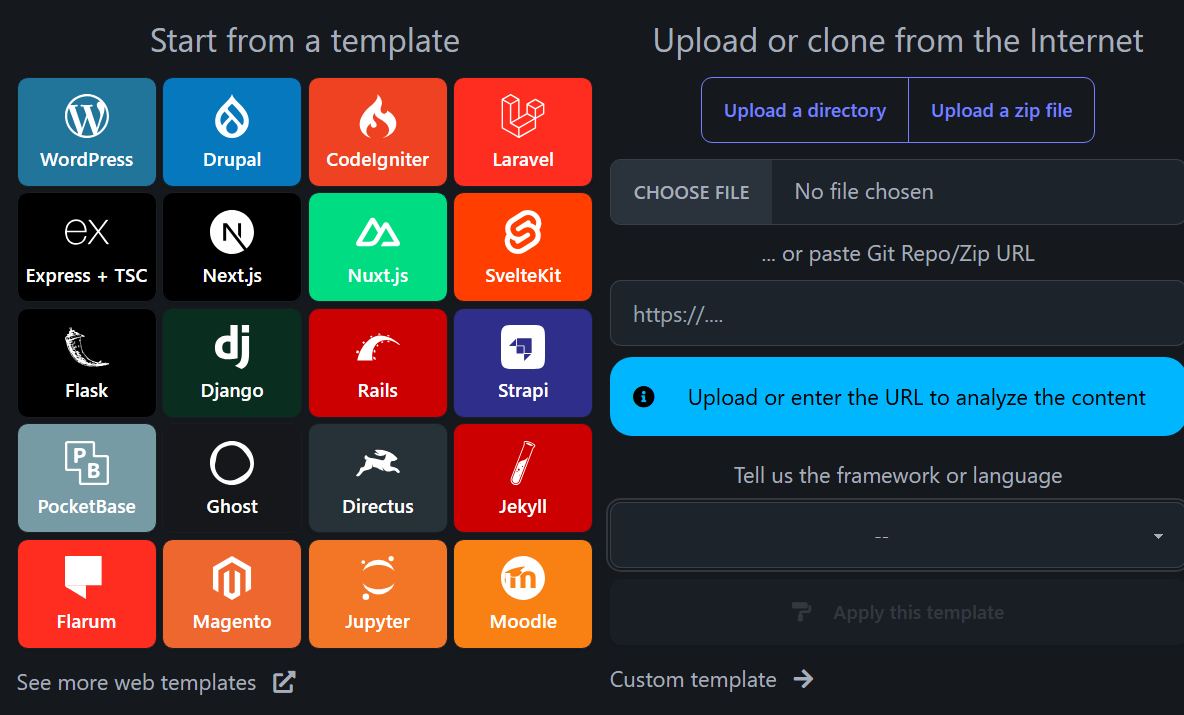 Start from a template
WordPress
Drupal
CodeIgniter
Laravel
ex
Express + TSC
N
Next.js
Nuxt.js
SvelteKit
Flask
dj
Django
Rails
Strapi
P
B
PocketBase
Ghost
Directus
Jekyll
Flarum
Magento
Jupyter
m
Moodle
See more web templates
Upload or clone from the Internet
Upload a directory
Upload a zip file
CHOOSE FILE
No file chosen
... or paste Git Repo/Zip URL
https://....
Upload or enter the URL to analyze the content
Tell us the framework or language
--
Apply this template
Custom template